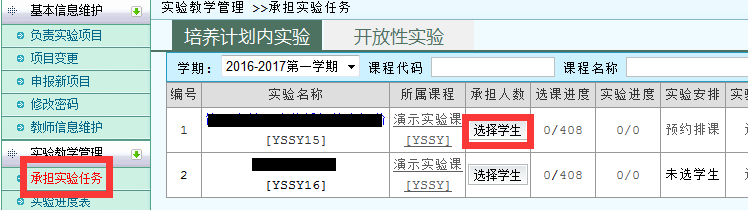 基本信息维护
负责实验项目
项目变更
申报新项目
修改密码
教师信息维护
实验教学管理
承担实验任务
实验进度表
实验教学管理 >>承担实验任务
培养计划内实验 开放性实验
学期： 2016-2017第一学期 课程代码 课程名称
编号 实验名称 所属课程 承担人数 选课进度 实验进度 实验安排
1 [YSSY15] 演示实验课 [YSSY] 选择学生 0/408 0/0 预约排课
2 [YSSY16] 演示实验课 [YSSY] 选择学生 0/408 0/0 未选学生